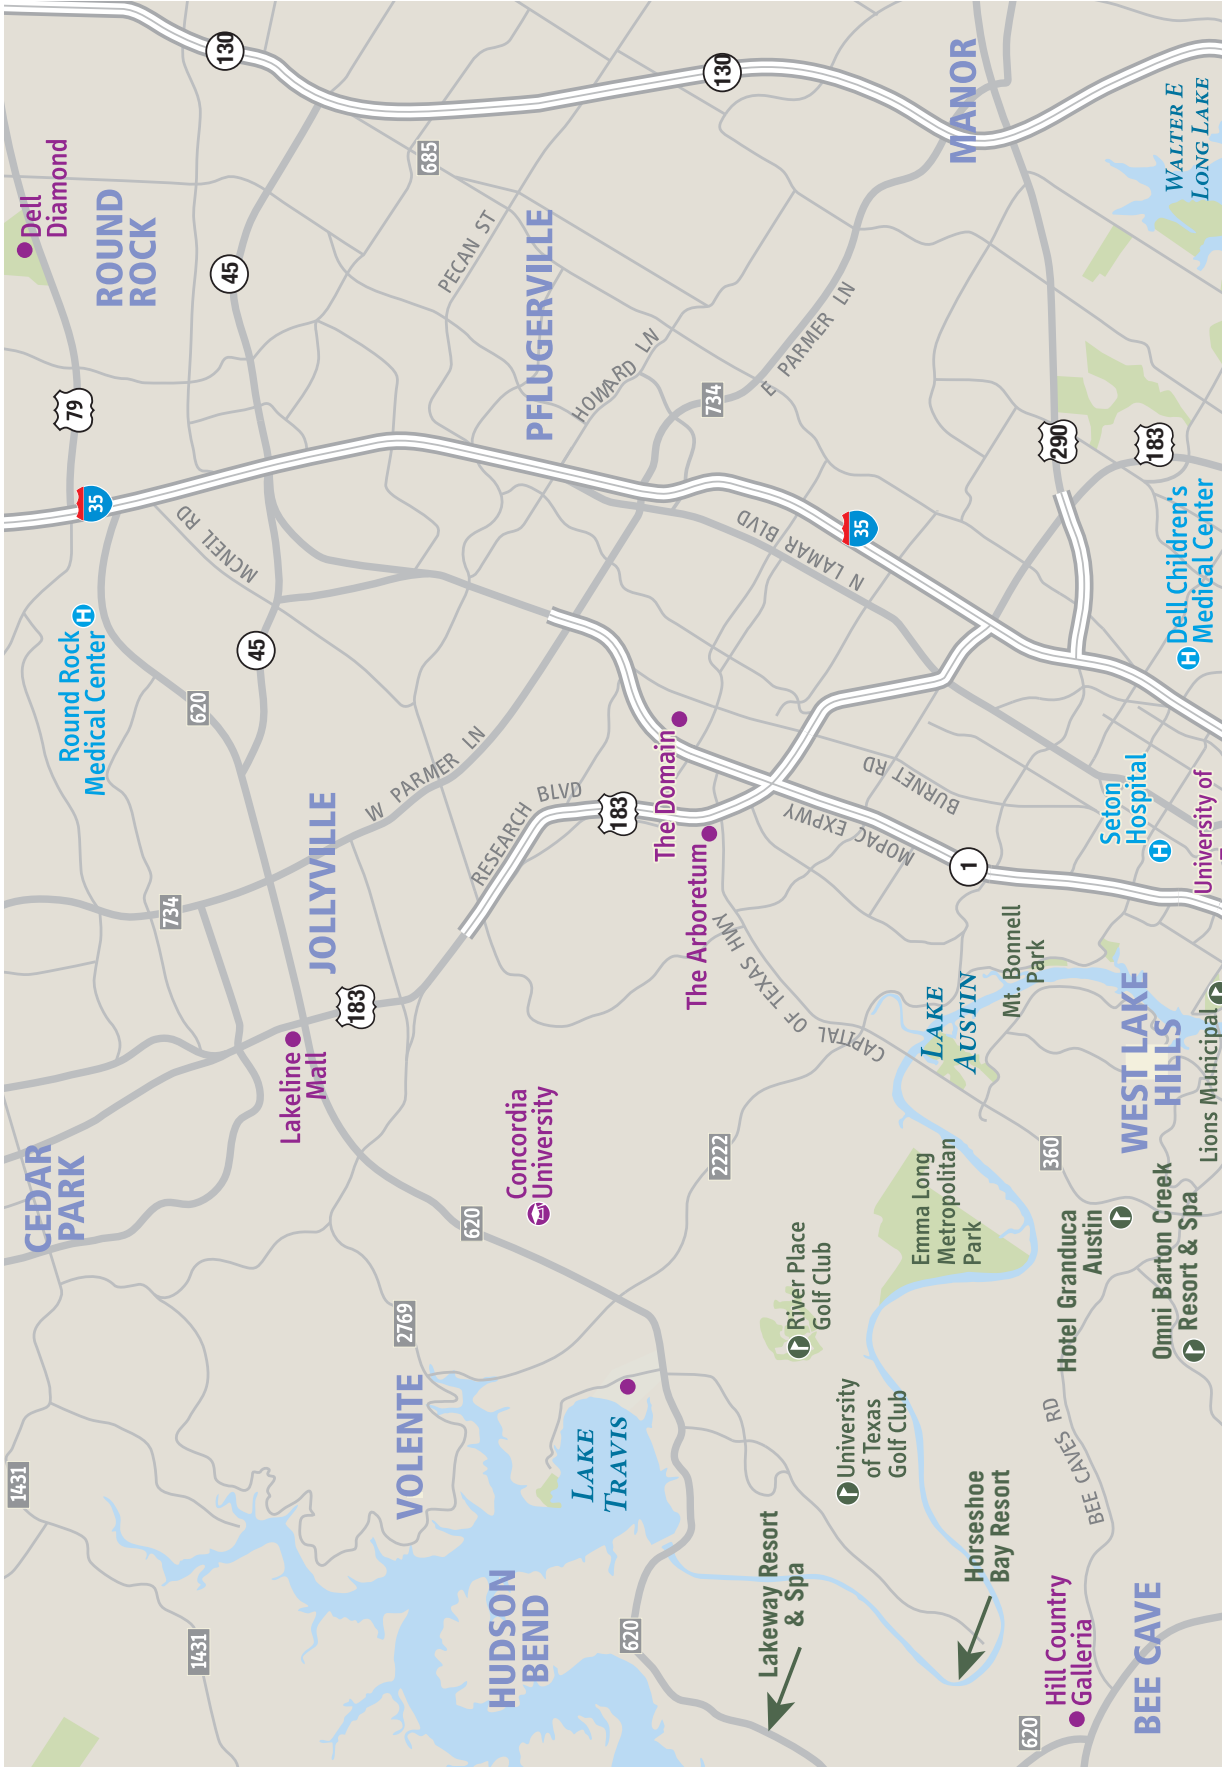 CEDAR
PARK
1431
1431
2769
VOLENTE
HUDSON
BEND
LAKE
TRAVIS
620
620
620
620
Lakeline
Mall
183
JOLLYVILLE
734
Concordia
University
2222
Round Rock
Medical Center
H
620
45
45
MCNEIL RD
35
79
Dell
Diamond
ROUND
ROCK
130
130
685
PECAN ST
PFLUGERVILLE
HOWARD LN
734
E PARMER LN
W PARMER LN
RESEARCH BLVD
183
The Domain
The Arboretum
N LAMAR BLVD
35
BURNET RD
MOPAC EXPWY
1
CAPITAL OF TEXAS HWY
LAKE
AUSTIN
Mt. Bonnell
Park
Emma Long
Metropolitan
Park
River Place
Golf Club
University
of Texas
Golf Club
Lakeway Resort
& Spa
Horseshoe
Bay Resort
Hill Country
Galleria
BEE CAVE
BEE CAVES RD
360
Hotel Granduca
Austin
Omni Barton Creek
Resort & Spa
WEST LAKE
HILLS
Lions Municipal
Seton
Hospital
H
University of
Dell Children's
Medical Center
H
290
183
MANOR
WALTER E
LONG LAKE